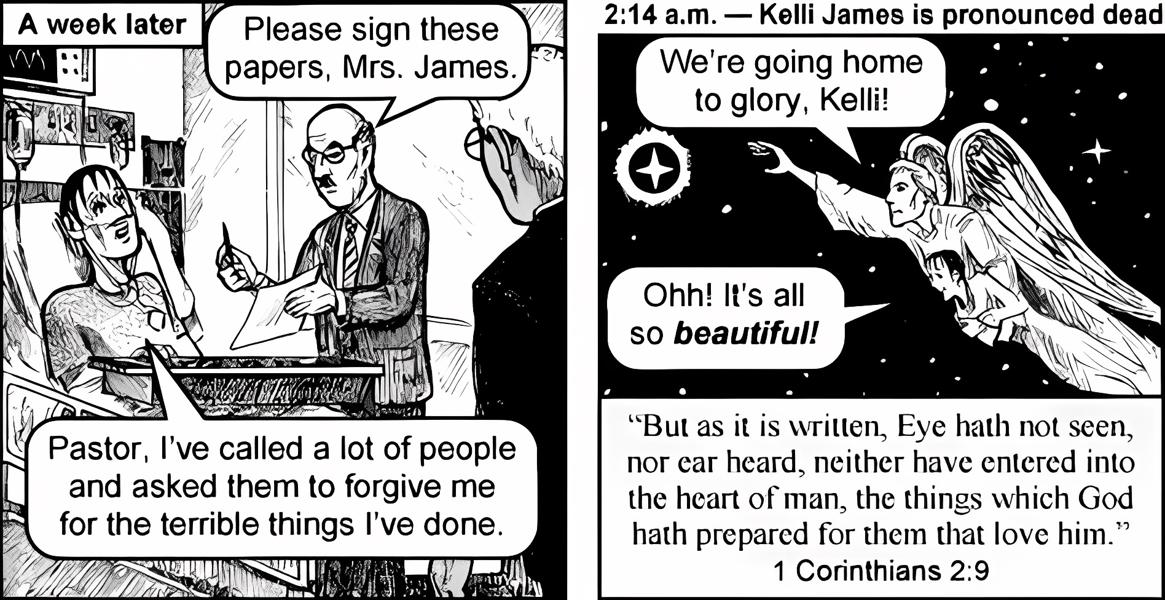 A week later
Please sign these
papers, Mrs. James.
Pastor, I've called a lot of people
and asked them to forgive me
for the terrible things I've done.
2:14 a.m. — Kelli James is pronounced dead
We're going home
to glory, Kelli!
Ohh! It's all
so beautiful!
“But as it is written, Eye hath not seen,
nor ear heard, neither have entered into
the heart of man, the things which God
hath prepared for them that love him.”
1 Corinthians 2:9